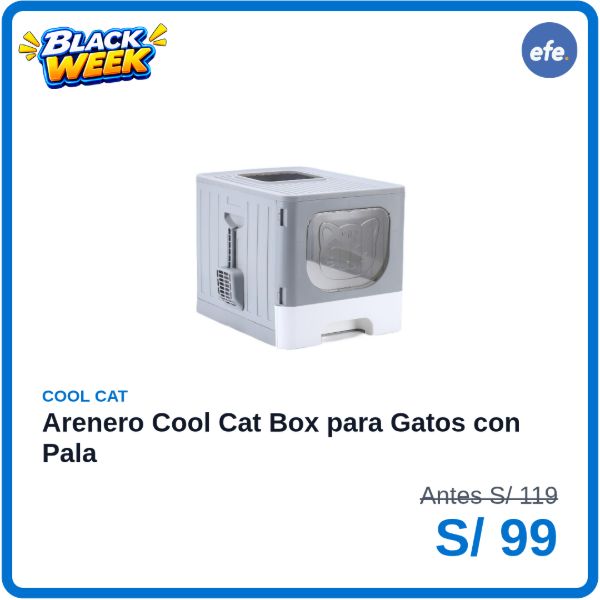 BLACK
WEEK
efe.
COOL CAT
Arenero Cool Cat Box para Gatos con
Pala
Antes S/ 119
S/ 99